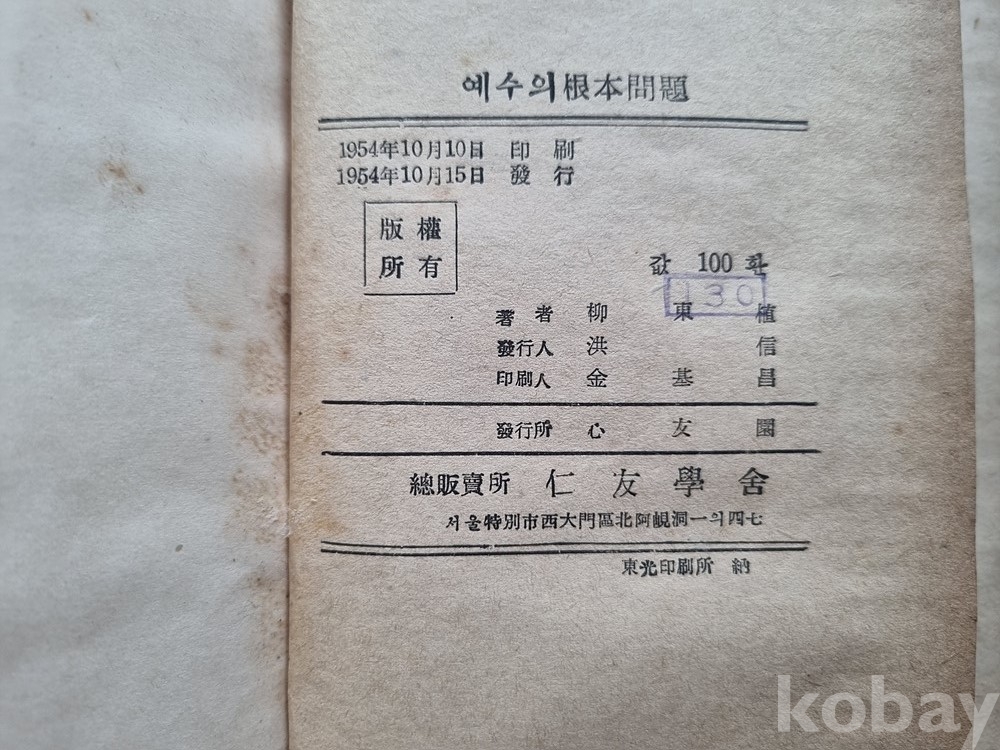 예수의根本問題
1954年10月10日 印刷
1954年10月15日 發行
版權
所有
값 100 환
130
著者 柳東植
發行人 洪信
印刷人 金基昌
發行所 心友園
總販賣所 仁友學舍
서울特別市西大門區北阿峴洞一의四七
東光印刷所 納
kobay